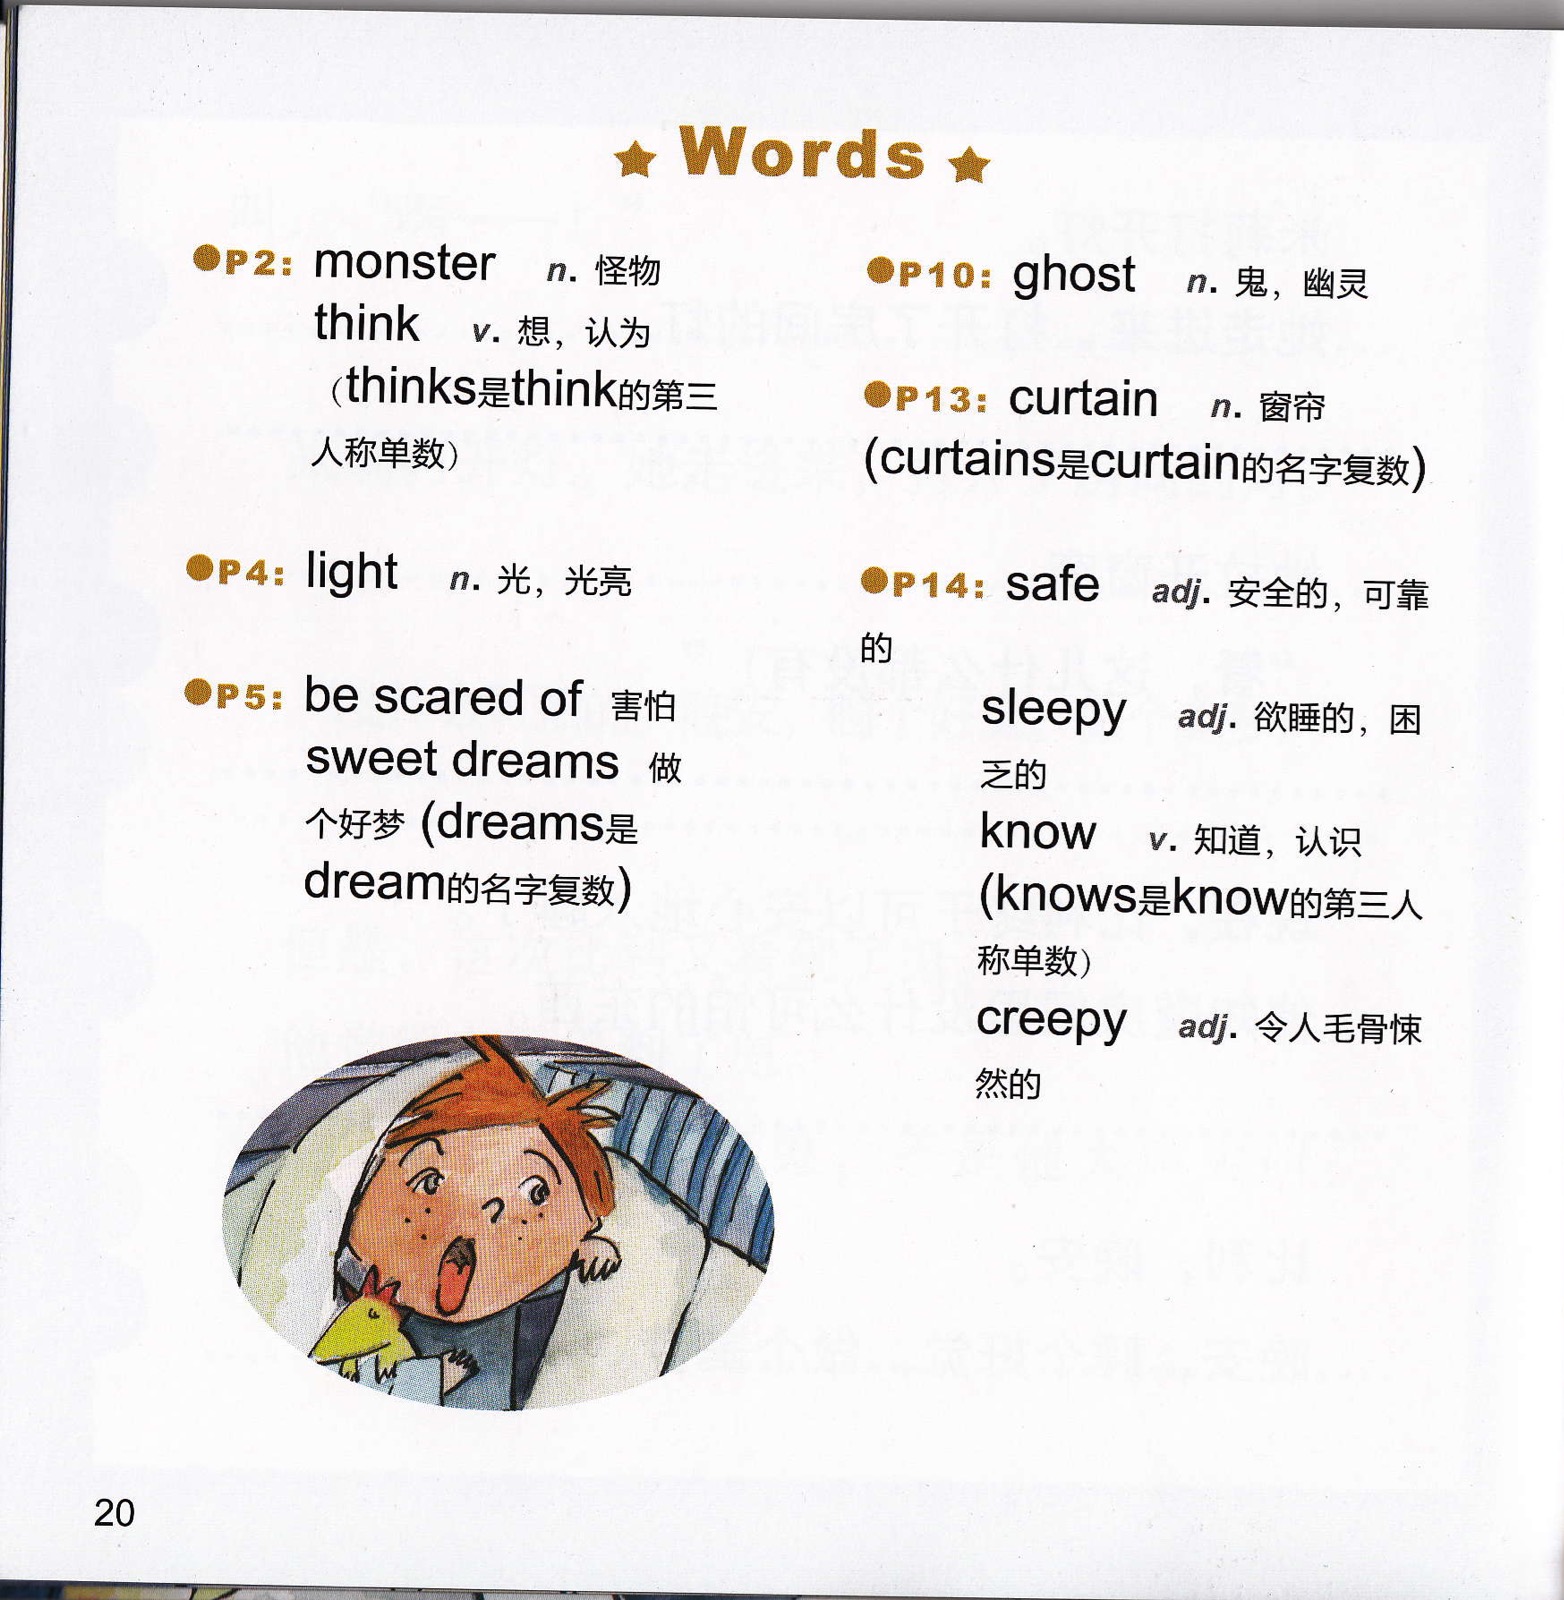 Words
P2: monster n. 怪物
think v. 想，认为
（thinks是think的第三
人称单数）
P4: light n. 光，光亮
P5: be scared of 害怕
sweet dreams 做
个好梦 (dreams是
dream的名字复数)
P10: ghost n. 鬼，幽灵
P13: curtain n. 窗帘
(curtains是curtain的名字复数)
P14: safe adj. 安全的，可靠
的
sleepy adj. 欲睡的，困
乏的
know v. 知道，认识
(knows是know的第三人
称单数）
creepy adj. 令人毛骨悚
然的
20